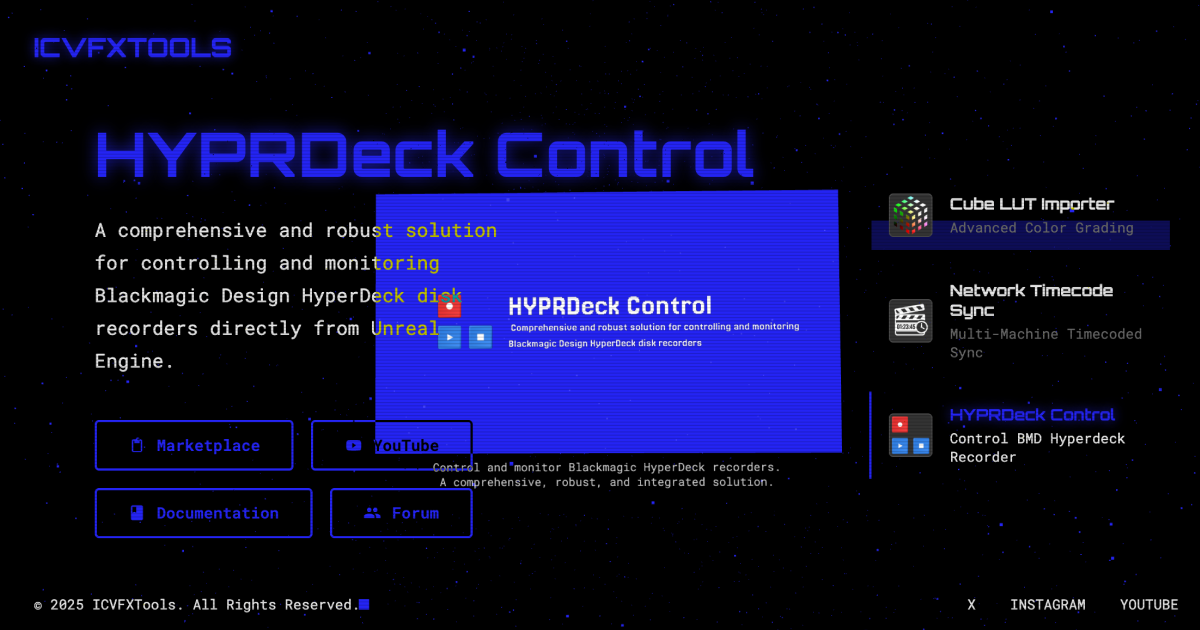 ICVFXTOOLS
HYPRDeck Control
A comprehensive and robust solution
for controlling and monitoring
Blackmagic Design HyperDeck disk
recorders directly from Unreal
Engine.
Marketplace
YouTube
Documentation
Forum
HYPRDeck Control
Comprehensive and robust solution for controlling and monitoring
Blackmagic Design HyperDeck disk recorders
Control and monitor Blackmagic HyperDeck recorders.
A comprehensive, robust, and integrated solution.
Cube LUT Importer
Advanced Color Grading
01:23:45
Network Timecode
Sync
Multi-Machine Timecoded
Sync
HYPRDeck Control
Control BMD Hyperdeck
Recorder
© 2025 ICVFXTools. All Rights Reserved.
X
INSTAGRAM
YOUTUBE